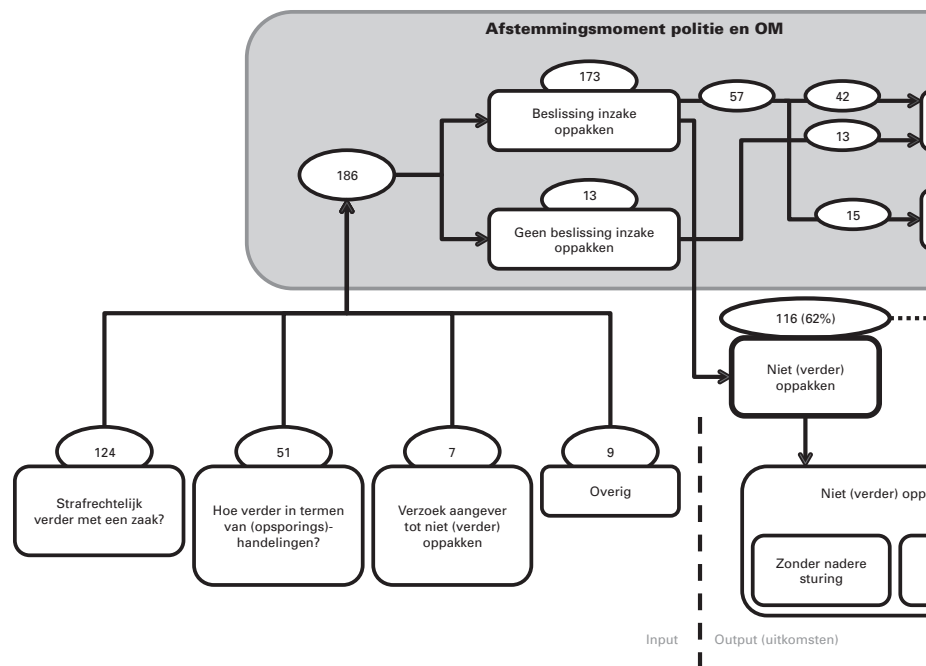 Afstemmingsmoment politie en OM
173
Beslissing inzake
oppakken
57
42
13
186
13
Geen beslissing inzake
oppakken
15
116 (62%)
Niet (verder)
oppakken
124
Strafrechtelijk
verder met een zaak?
51
Hoe verder in termen
van (opsporings)-
handelingen?
7
Verzoek aangever
tot niet (verder)
oppakken
9
Overig
Niet (verder) opp
Zonder nadere
sturing
Input
Output (uitkomsten)